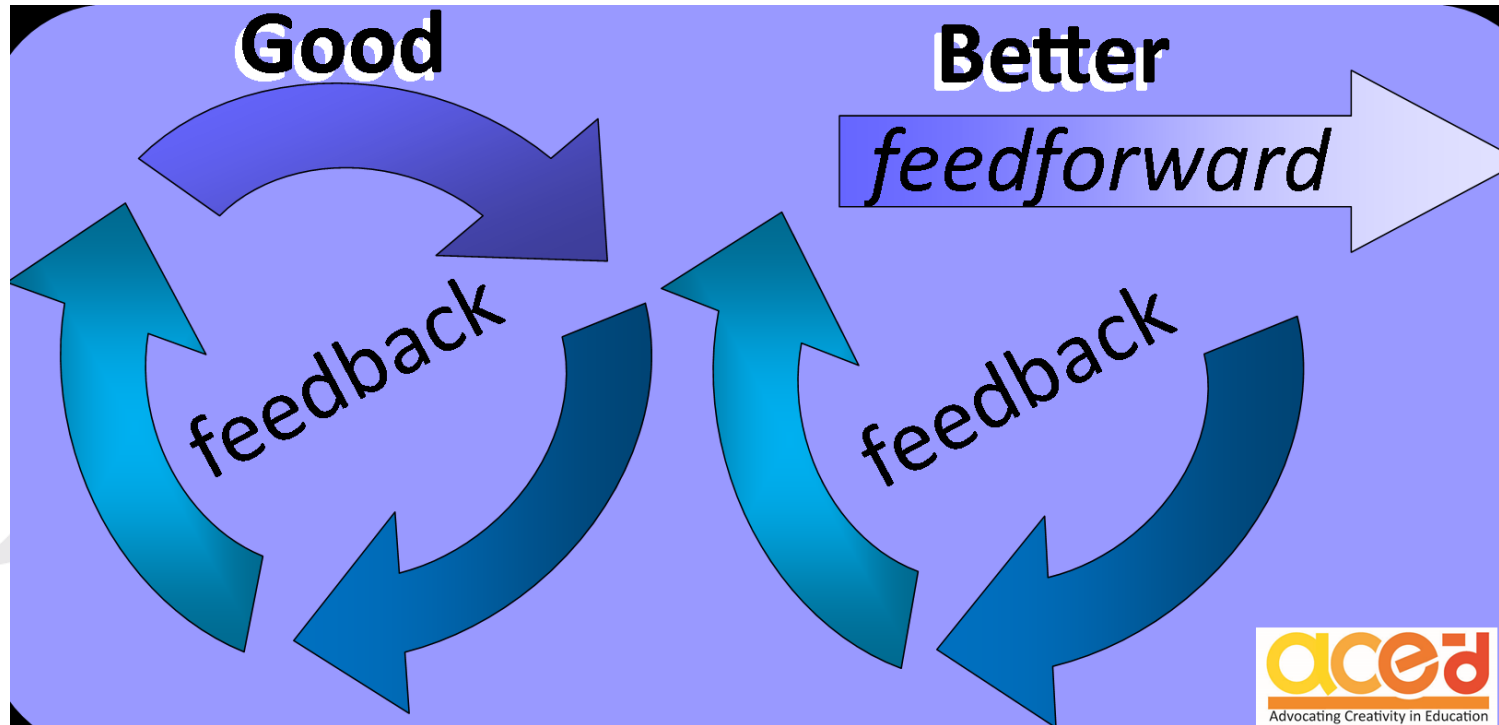 Good
feedback
Better
feedforward
feedback
aced
Advocating Creativity in Education